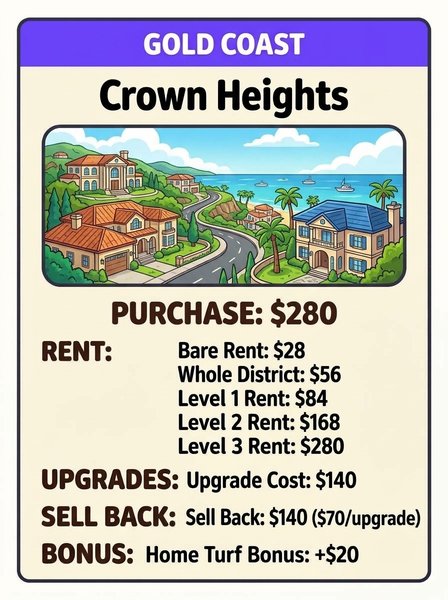 GOLD COAST
Crown Heights
PURCHASE: $280
RENT: Bare Rent: $28
Whole District: $56
Level 1 Rent: $84
Level 2 Rent: $168
Level 3 Rent: $280
UPGRADES: Upgrade Cost: $140
SELL BACK: Sell Back: $140 ($70/upgrade)
BONUS: Home Turf Bonus: +$20